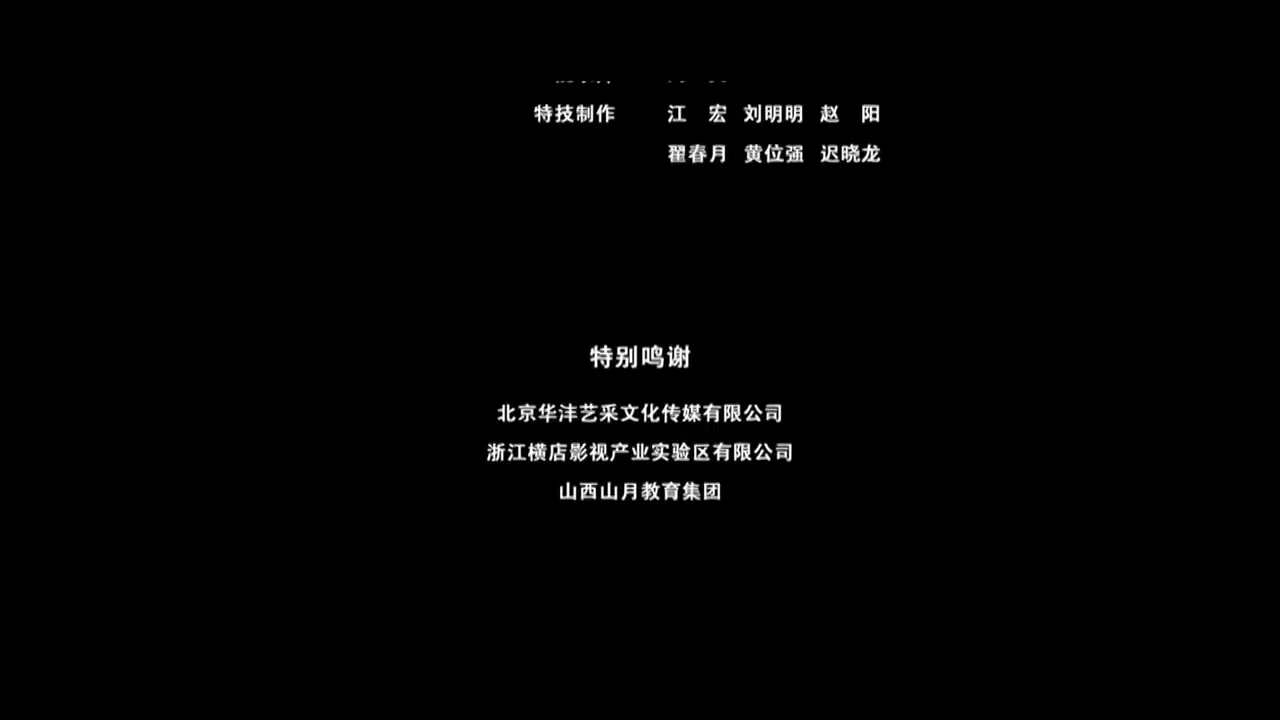 特技制作 江 宏 刘明明 赵 阳
翟春月 黄位强 迟晓龙
特别鸣谢
北京华沣艺采文化传媒有限公司
浙江横店影视产业实验区有限公司
山西山月教育集团